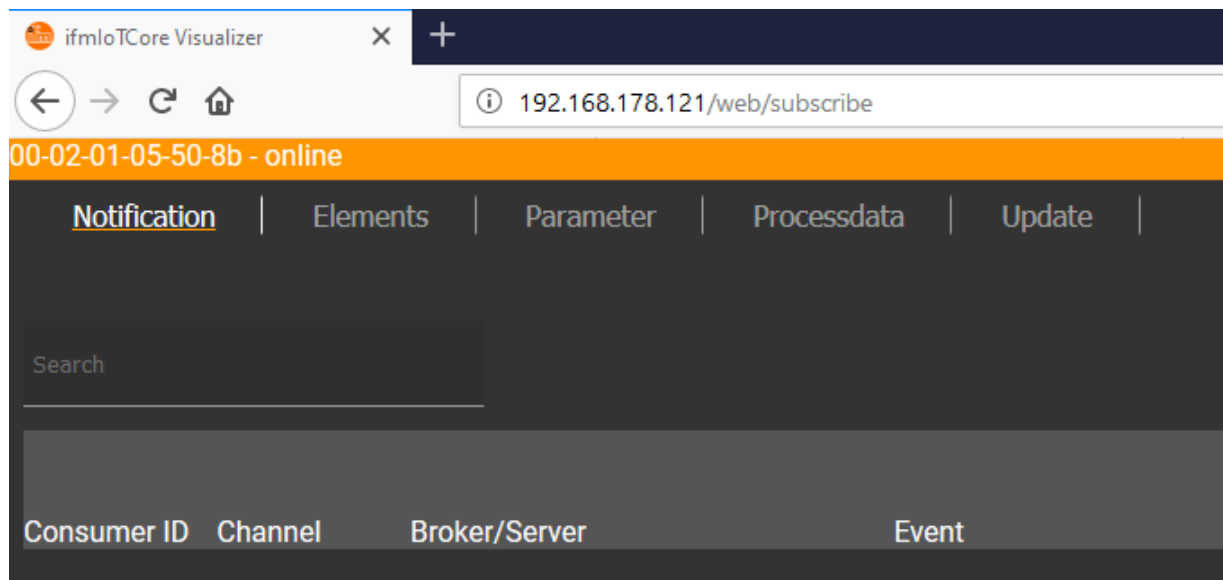 ifmIoTCore Visualizer
192.168.178.121/web/subscribe
00-02-01-05-50-8b - online
Notification Elements Parameter Processdata Update
Search
Consumer ID Channel Broker/Server Event